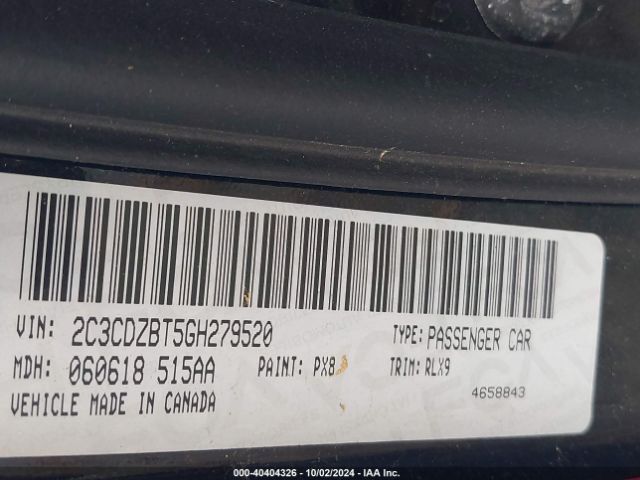 VIN: 2C3CDZBT5GH279520 TYPE: PASSENGER CAR
MDH: 060618 515AA PAINT: PX8 TRIM: RLX9
VEHICLE MADE IN CANADA 4658843
000-40404326 - 10/02/2024 - IAA Inc.